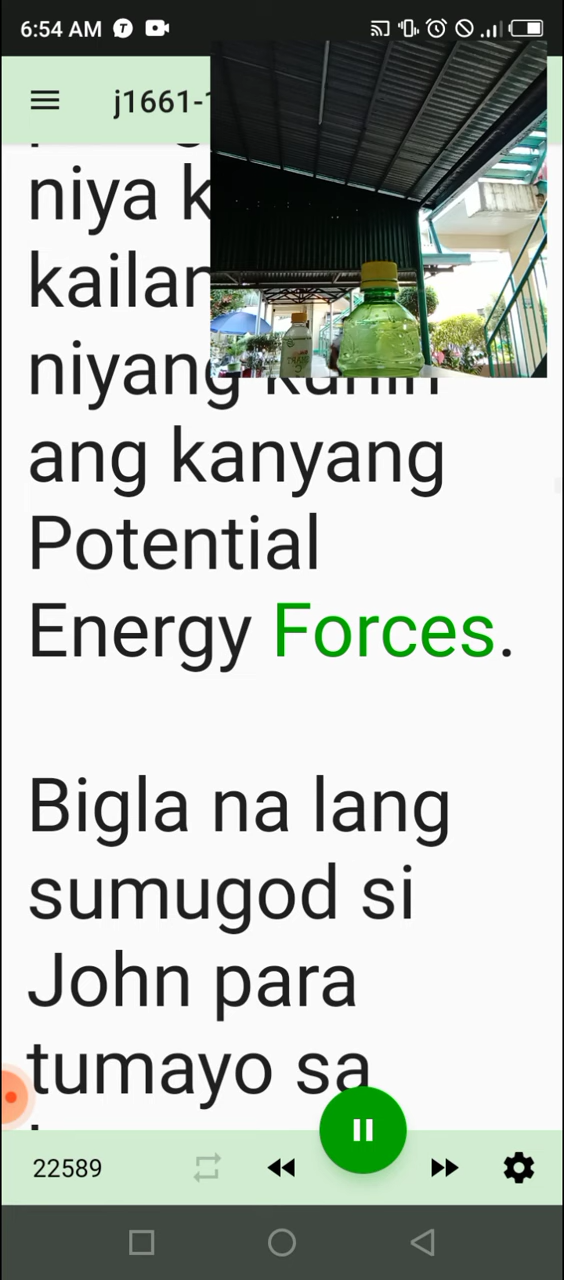 6:54 AM
j1661-1
niya k
kailan
niyang kunin
ang kanyang
Potential
Energy Forces.
Bigla na lang
sumugod si
John para
tumayo sa
22589